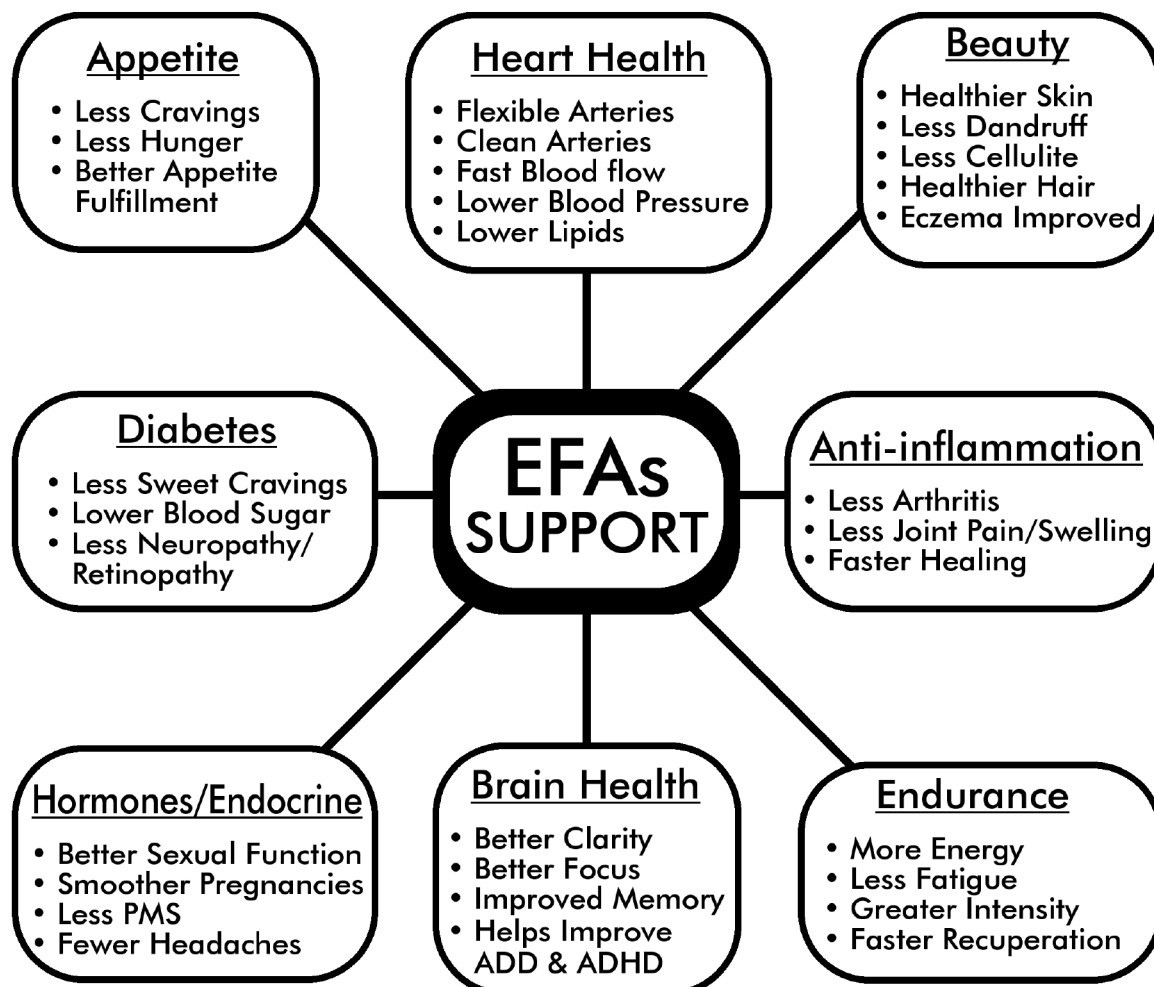 Appetite
• Less Cravings
• Less Hunger
• Better Appetite
Fulfillment
Heart Health
• Flexible Arteries
• Clean Arteries
• Fast Blood flow
• Lower Blood Pressure
• Lower Lipids
Beauty
• Healthier Skin
• Less Dandruff
• Less Cellulite
• Healthier Hair
• Eczema Improved
Diabetes
• Less Sweet Cravings
• Lower Blood Sugar
• Less Neuropathy/
Retinopathy
EFAs
SUPPORT
Anti-inflammation
• Less Arthritis
• Less Joint Pain/Swelling
• Faster Healing
Hormones/Endocrine
• Better Sexual Function
• Smoother Pregnancies
• Less PMS
• Fewer Headaches
Brain Health
• Better Clarity
• Better Focus
• Improved Memory
• Helps Improve
ADD & ADHD
Endurance
• More Energy
• Less Fatigue
• Greater Intensity
• Faster Recuperation